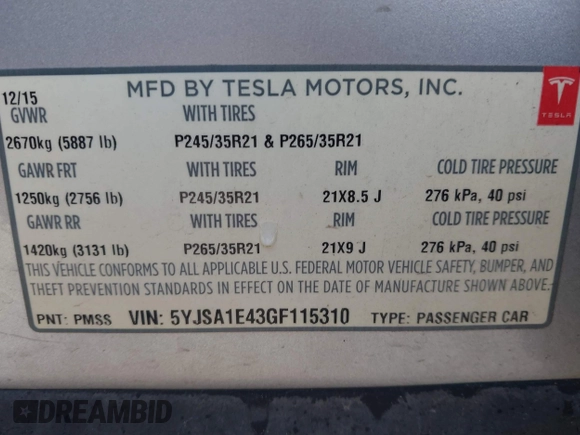 12/15 MFD BY TESLA MOTORS, INC.
TESLA
GVWR WITH TIRES
2670kg (5887 lb) P245/35R21 & P265/35R21
GAWR FRT WITH TIRES RIM COLD TIRE PRESSURE
1250kg (2756 lb) P245/35R21 21X8.5 J 276 kPa, 40 psi
GAWR RR WITH TIRES RIM COLD TIRE PRESSURE
1420kg (3131 lb) P265/35R21 21X9 J 276 kPa, 40 psi
THIS VEHICLE CONFORMS TO ALL APPLICABLE U.S. FEDERAL MOTOR VEHICLE SAFETY, BUMPER, AND
THEFT PREVENTION STANDARDS IN EFFECT ON THE DATE OF MANUFACTURE SHOWN ABOVE.
PNT: PMSS VIN: 5YJSA1E43GF115310 TYPE: PASSENGER CAR
DREAMBID